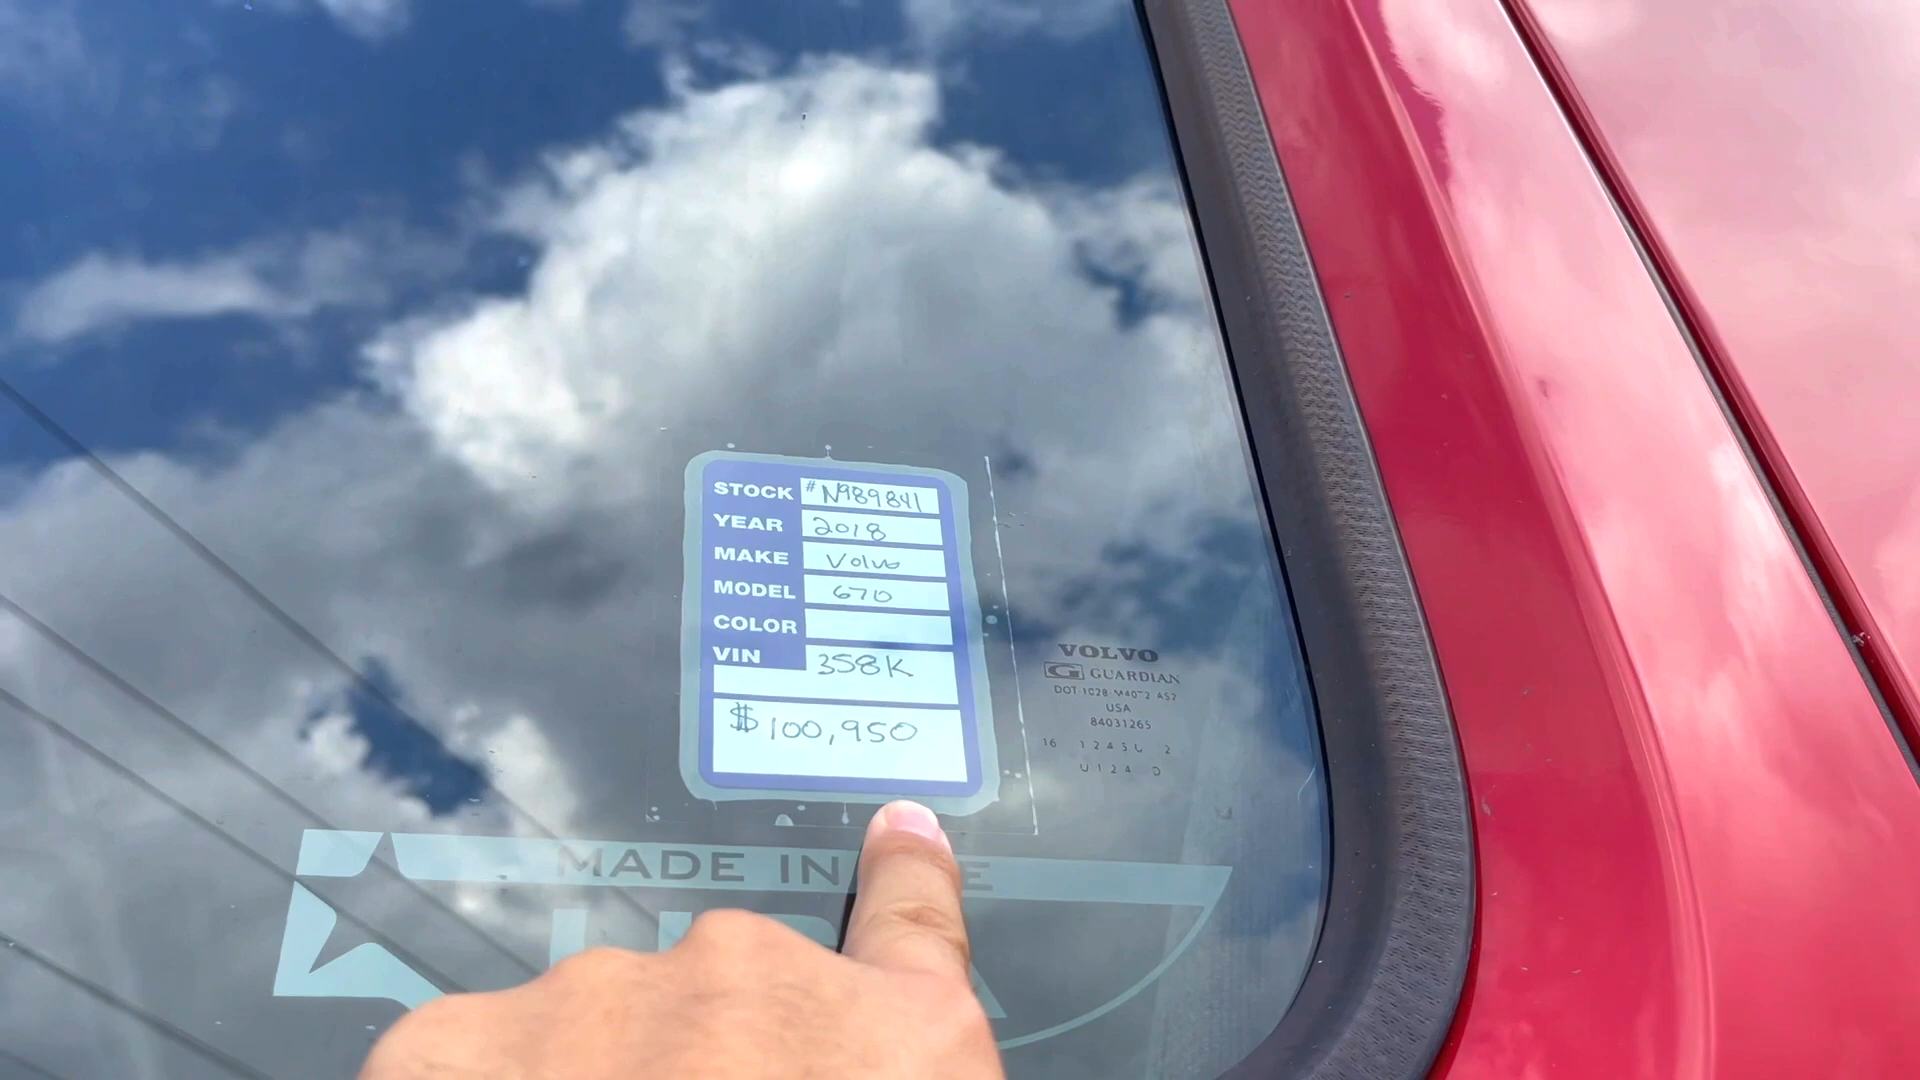 STOCK #N989841
YEAR 2018
MAKE Volvo
MODEL 670
COLOR
VIN 358K
$100,950
VOLVO
G GUARDIAN
USA
84031265
MADE IN